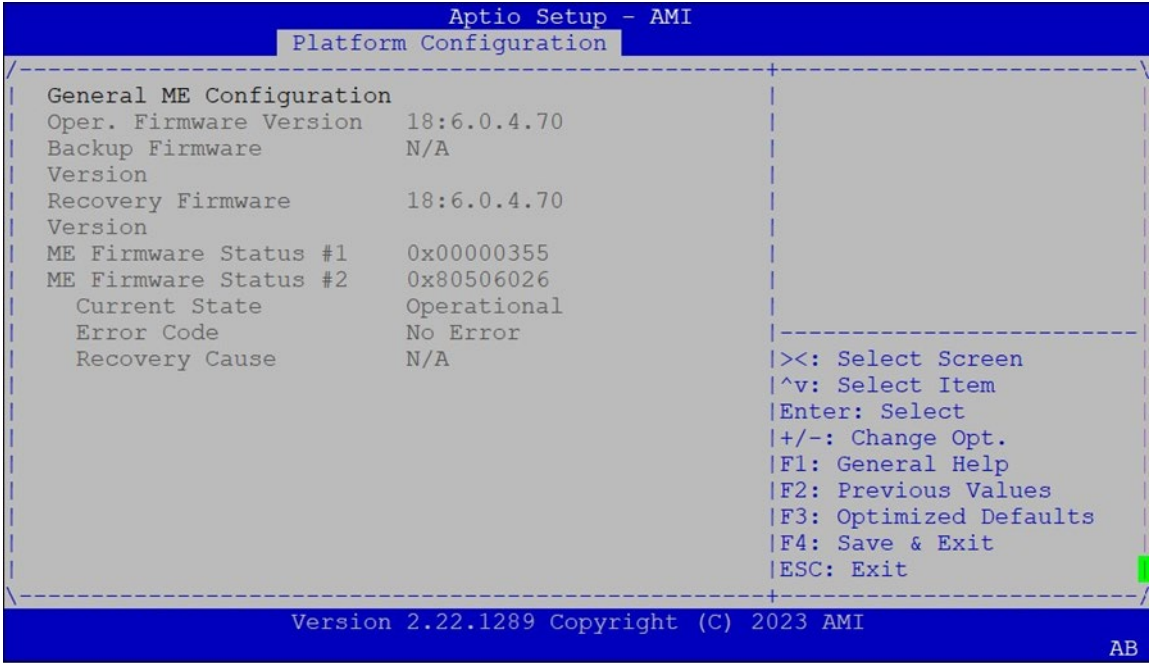 Aptio Setup - AMI
Platform Configuration
/----------------------------------------------------+-------------------------\
General ME Configuration
Oper. Firmware Version 18:6.0.4.70
Backup Firmware N/A
Version
Recovery Firmware 18:6.0.4.70
Version
ME Firmware Status #1 0x00000355
ME Firmware Status #2 0x80506026
Current State Operational
Error Code No Error
Recovery Cause N/A
><: Select Screen
^v: Select Item
Enter: Select
+/-: Change Opt.
F1: General Help
F2: Previous Values
F3: Optimized Defaults
F4: Save & Exit
ESC: Exit
\----------------------------------------------------+-------------------------/
Version 2.22.1289 Copyright (C) 2023 AMI
AB